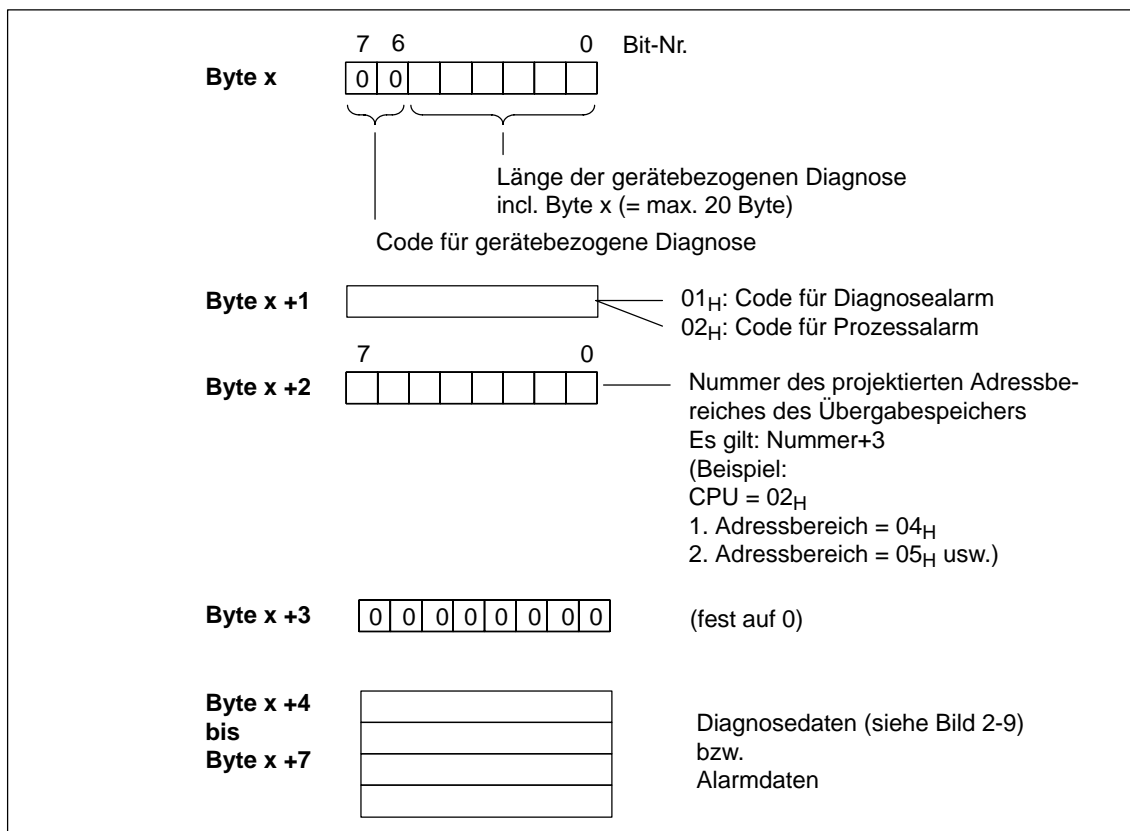 7 6 0 Bit-Nr.
Byte x 0 0
Länge der gerätebezogenen Diagnose
incl. Byte x (= max. 20 Byte)
Code für gerätebezogene Diagnose
Byte x +1 01H: Code für Diagnosealarm
02H: Code für Prozessalarm
7 0
Byte x +2 Nummer des projektierten Adressbe-
reiches des Übergabespeichers
Es gilt: Nummer+3
(Beispiel:
CPU = 02H
1. Adressbereich = 04H
2. Adressbereich = 05H usw.)
Byte x +3 0 0 0 0 0 0 0 0 (fest auf 0)
Byte x +4
bis
Byte x +7
Diagnosedaten (siehe Bild 2-9)
bzw.
Alarmdaten